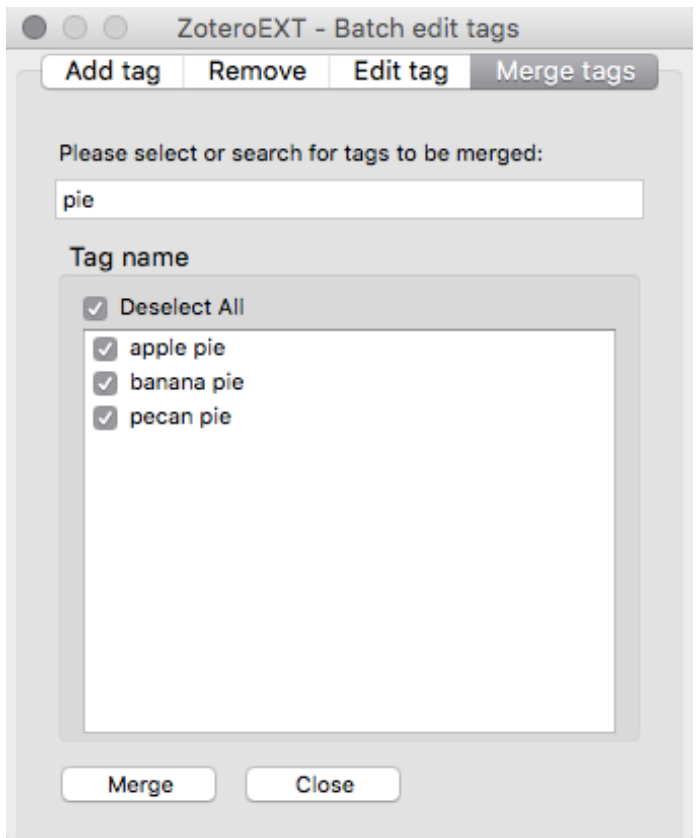 ZoteroEXT - Batch edit tags
Add tag Remove Edit tag Merge tags
Please select or search for tags to be merged:
pie
Tag name
Deselect All
apple pie
banana pie
pecan pie
Merge Close